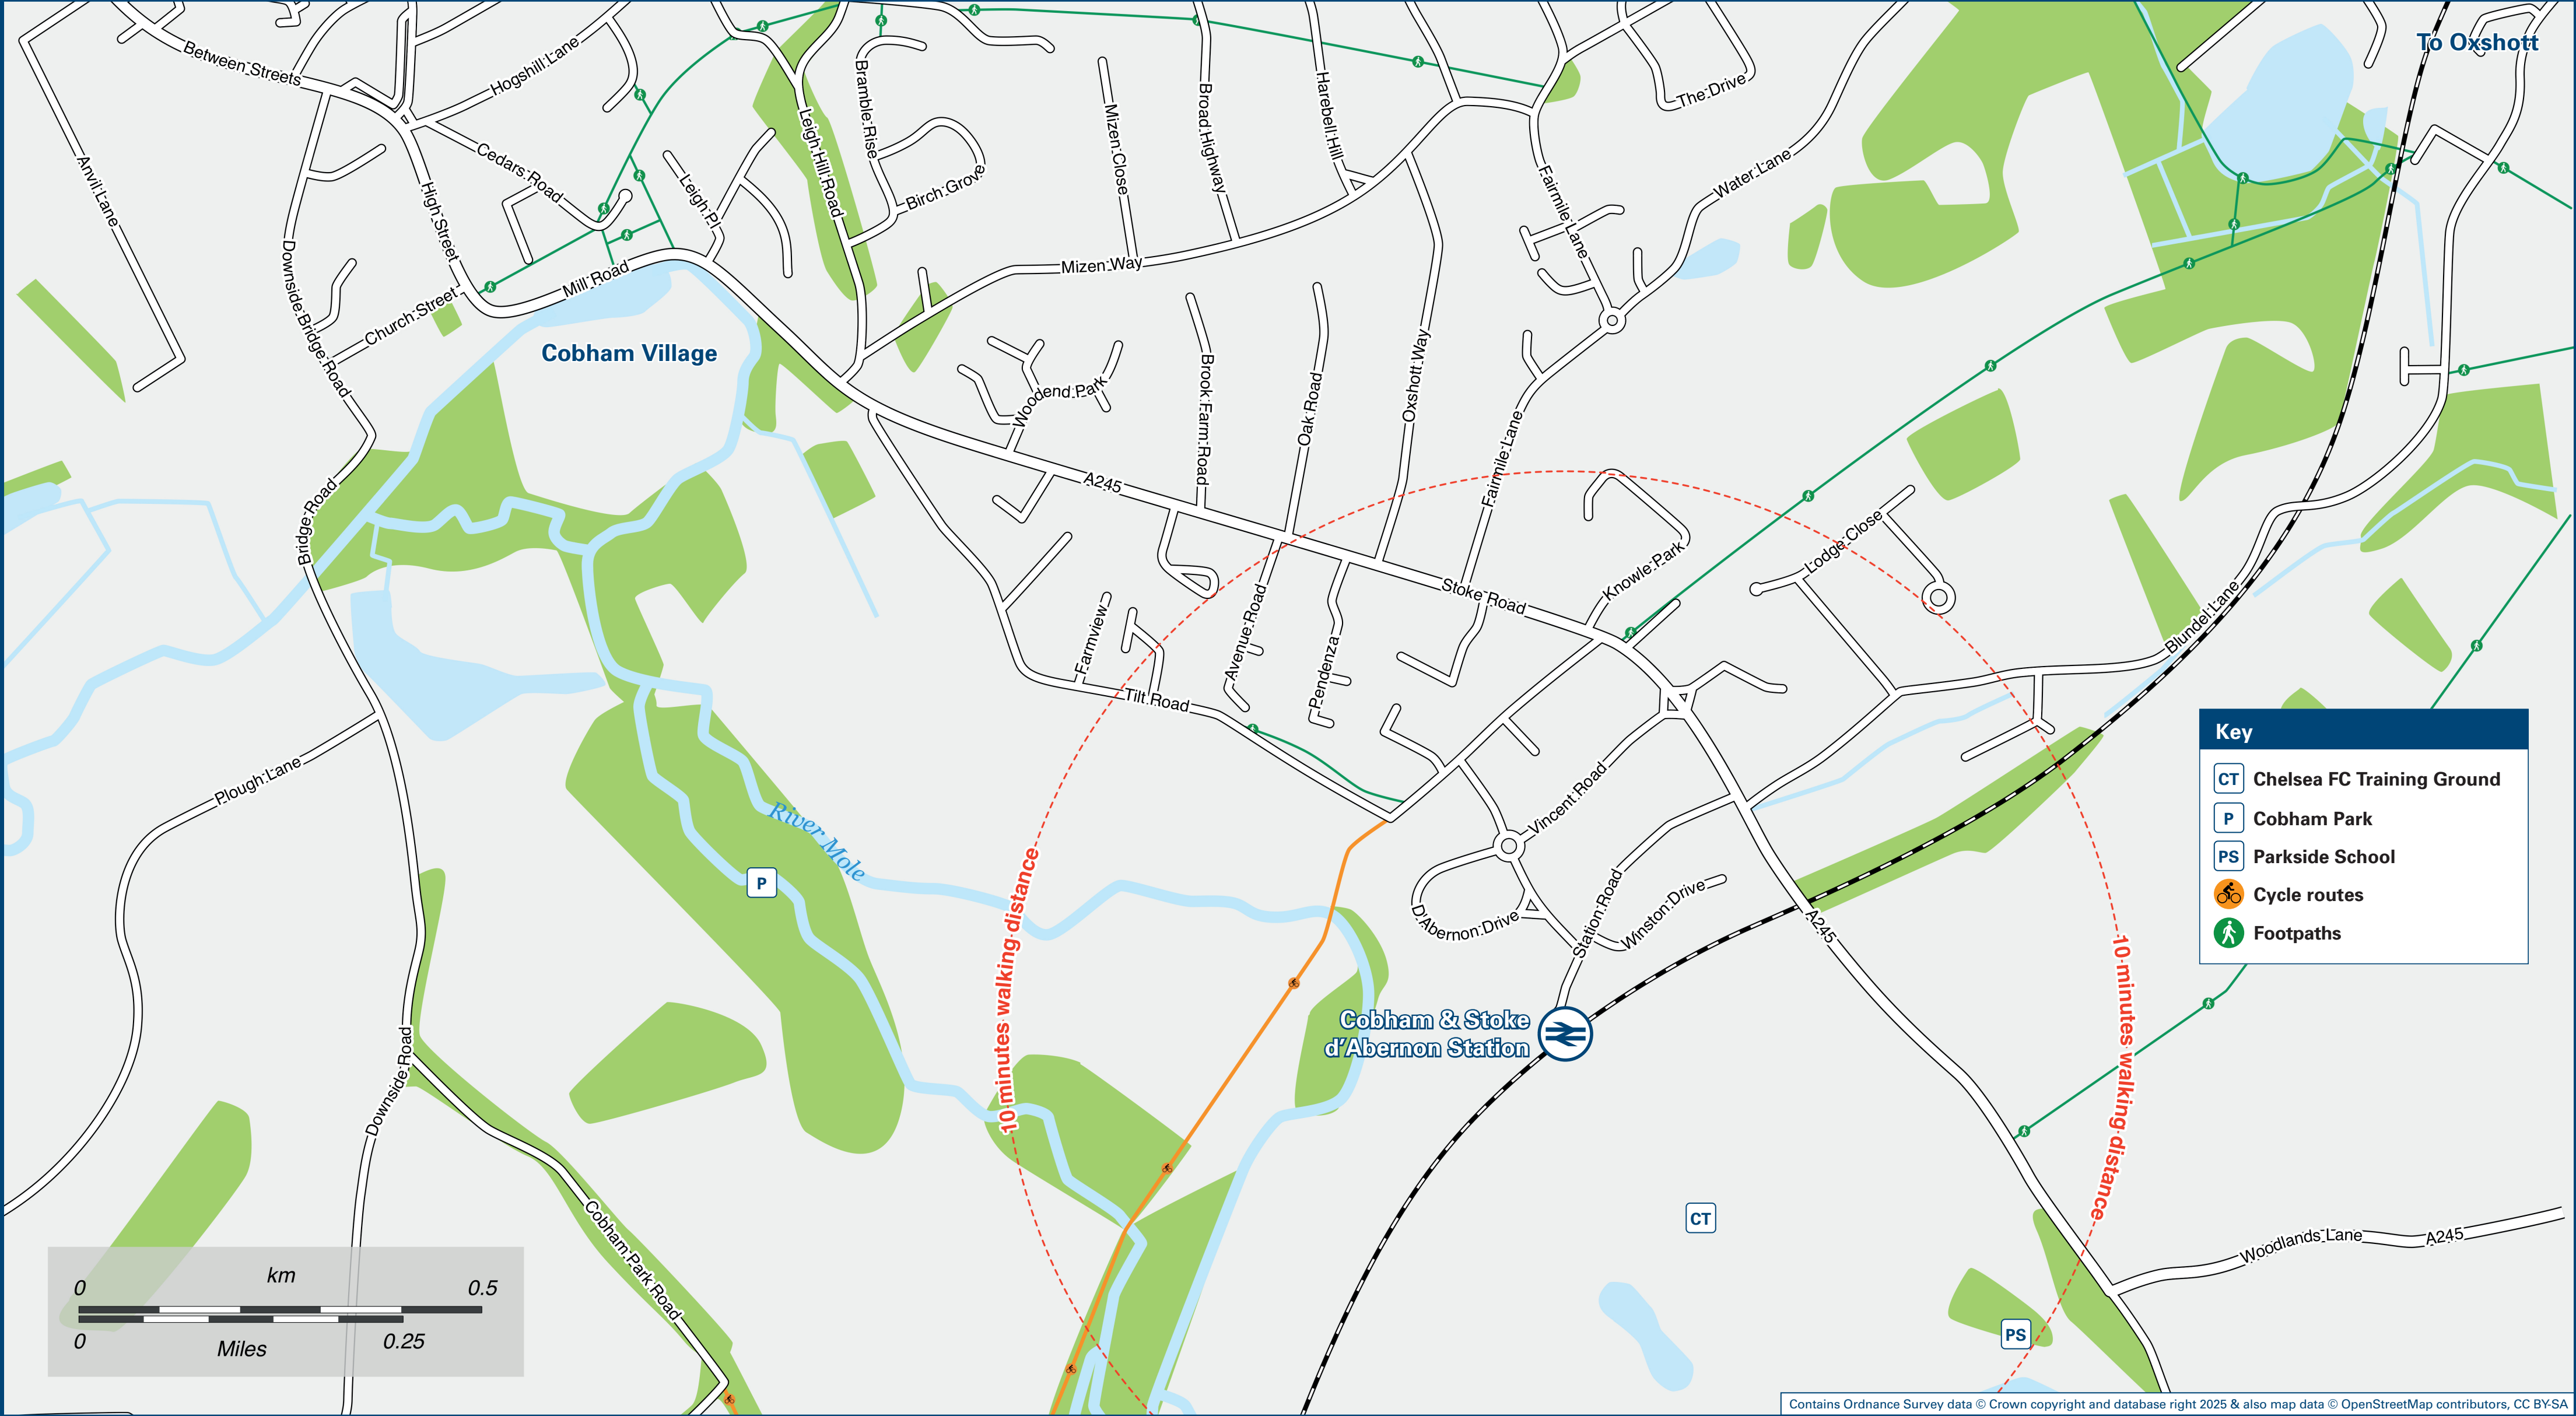 To Oxshott
Between Streets
Hogshill Lane
Anvil Lane
Cedars Road
High Street
Leigh Pl
Leigh Hill Road
Bramble Rise
Birch Grove
Mizen Close
Broad Highway
Harebell Hill
The Drive
Fairmile Lane
Water Lane
Downside Bridge Road
Church Street
Mill Road
Mizen Way
Cobham Village
Woodend Park
Brook Farm Road
Oak Road
Oxshott Way
Fairmile Lane
A245
Bridge Road
Stoke Road
Knowle Park
Lodge Close
Farnview
Avenue Road
Pendenza
Tilt Road
Blundel Lane
Plough Lane
River Mole
Vincent Road
P
10 minutes walking distance
D'Abernon Drive
Station Road
Winston Drive
A245
10 minutes walking distance
Cobham & Stoke
d'Abernon Station
Downside Road
Cobham Park Road
CT
PS
Woodlands Lane
A245
Key
CT Chelsea FC Training Ground
P Cobham Park
PS Parkside School
Cycle routes
Footpaths
km
0 0.5
0 0.25
Miles
Contains Ordnance Survey data © Crown copyright and database right 2025 & also map data © OpenStreetMap contributors, CC BY-SA